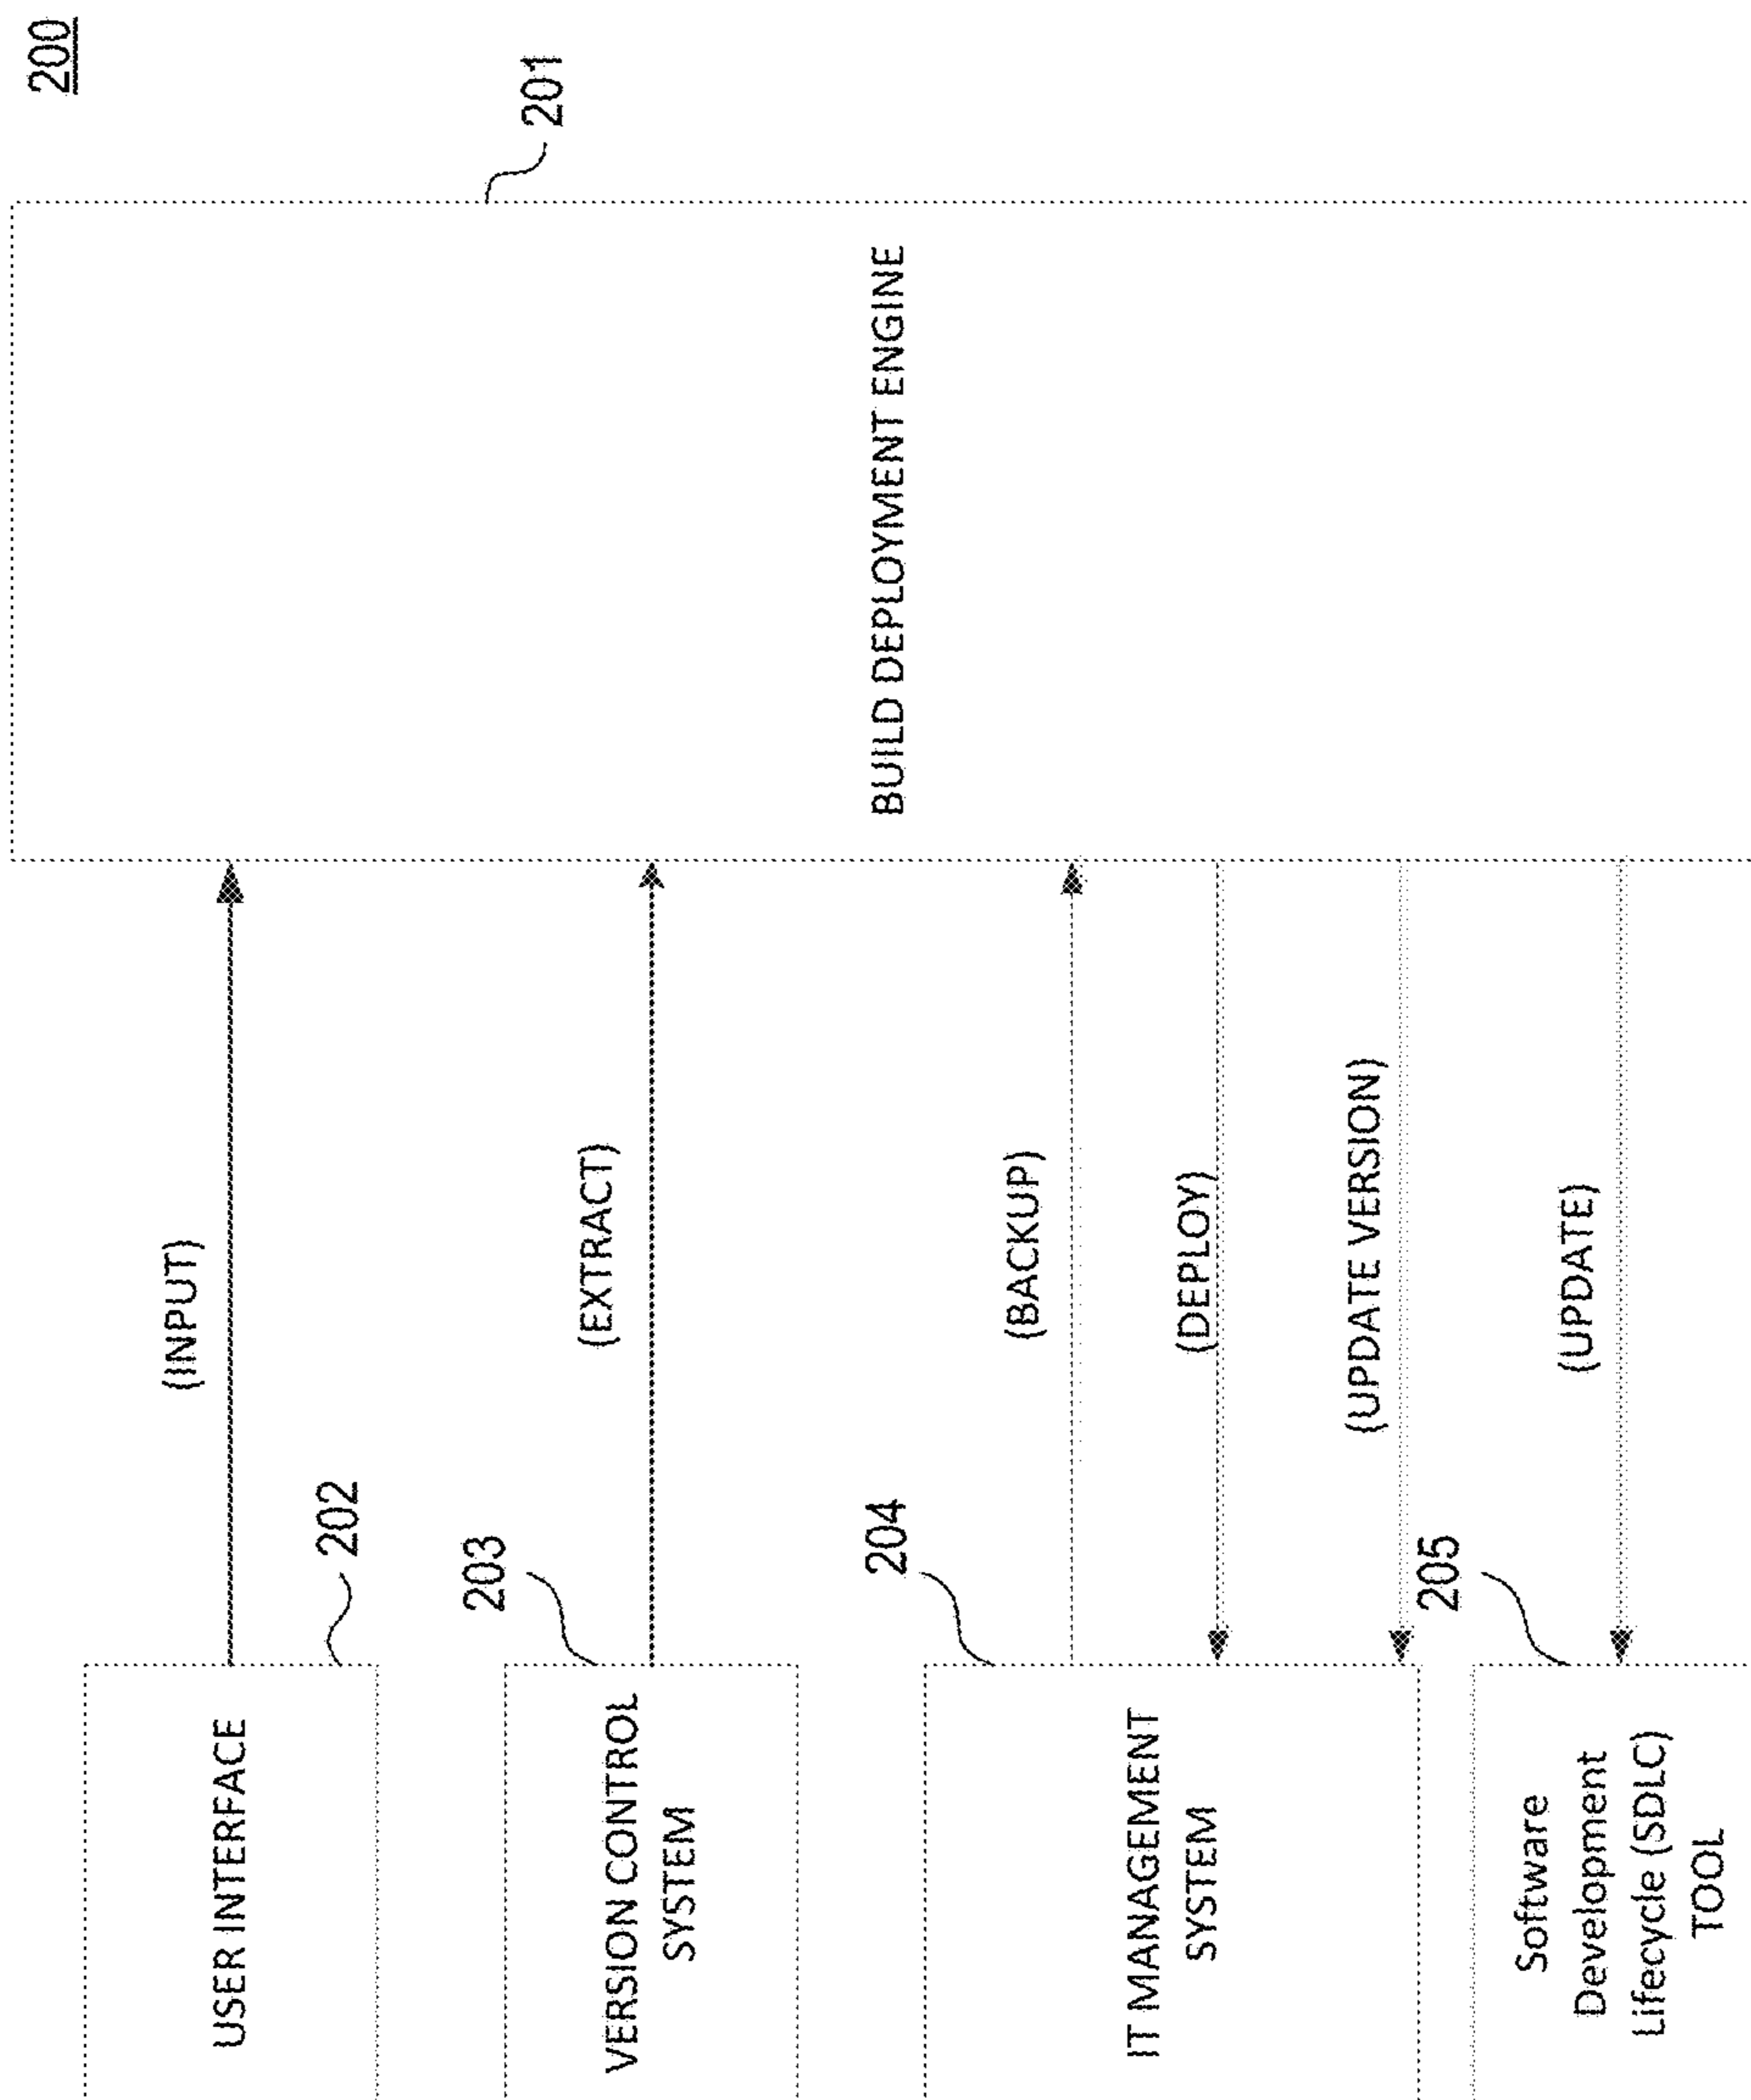 200
201
BUILD DEPLOYMENT ENGINE
(INPUT)
(EXTRACT)
(BACKUP)
(DEPLOY)
(UPDATE VERSION)
(UPDATE)
202
203
204
205
USER INTERFACE
VERSION CONTROL
SYSTEM
IT MANAGEMENT
SYSTEM
Software
Development
Lifecycle (SDLC)
TOOL